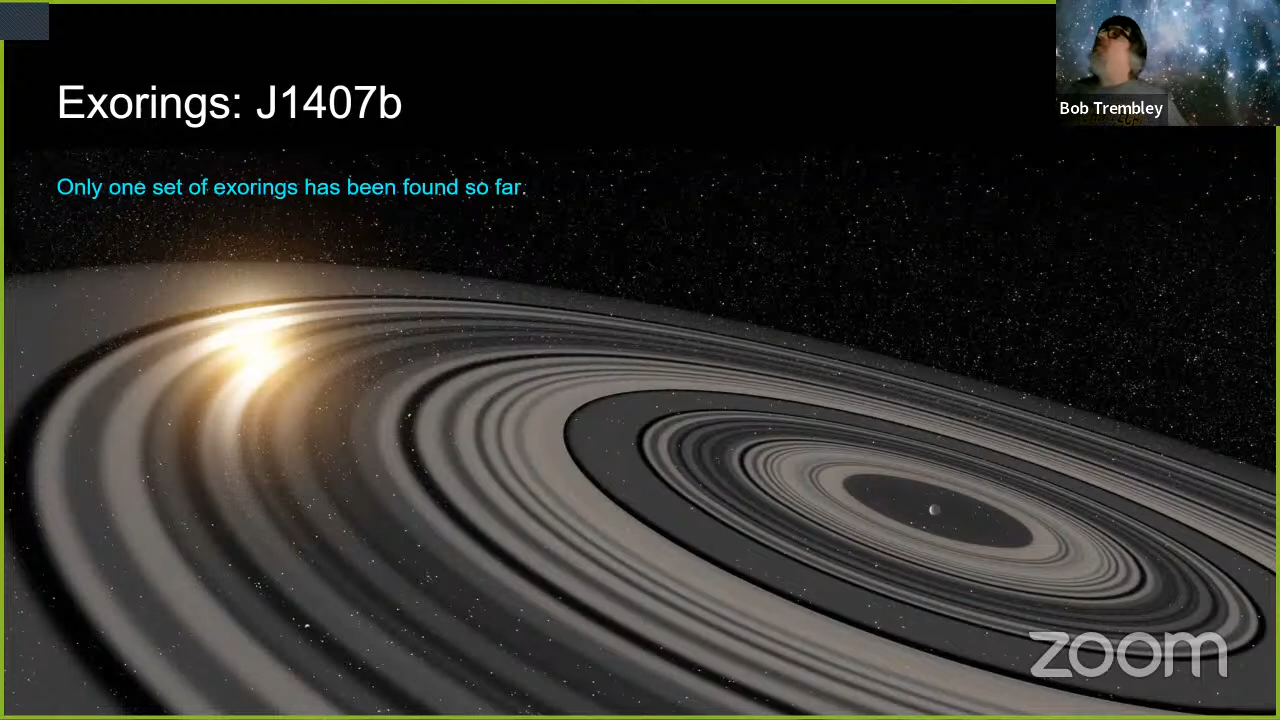 Exorings: J1407b
Bob Trembley
Only one set of exorings has been found so far.
zoom